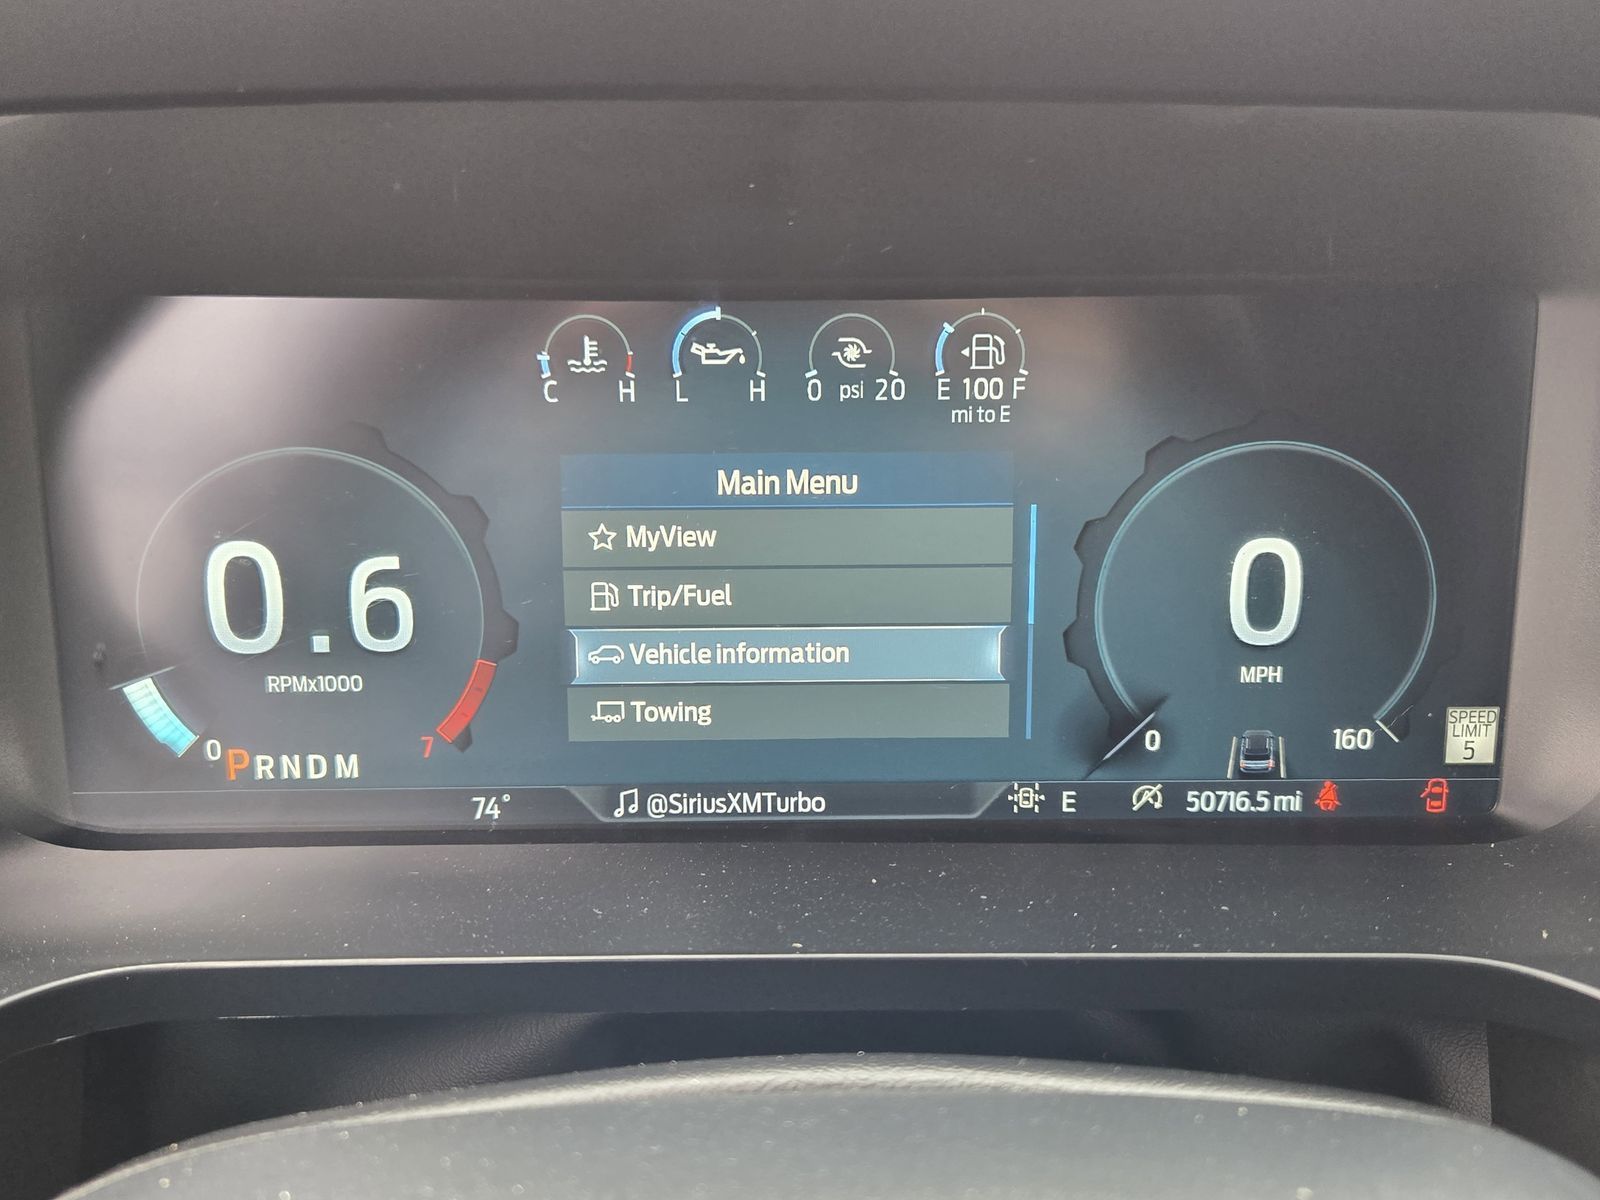 C H
L H
0 psi 20
E 100 F
mi to E
Main Menu
MyView
Trip/Fuel
Vehicle information
Towing
0.6
RPMx1000
0
7
PRNDM
0
MPH
0
160
SPEED
LIMIT
5
74°
@SiriusXMTurbo
E
50716.5 mi